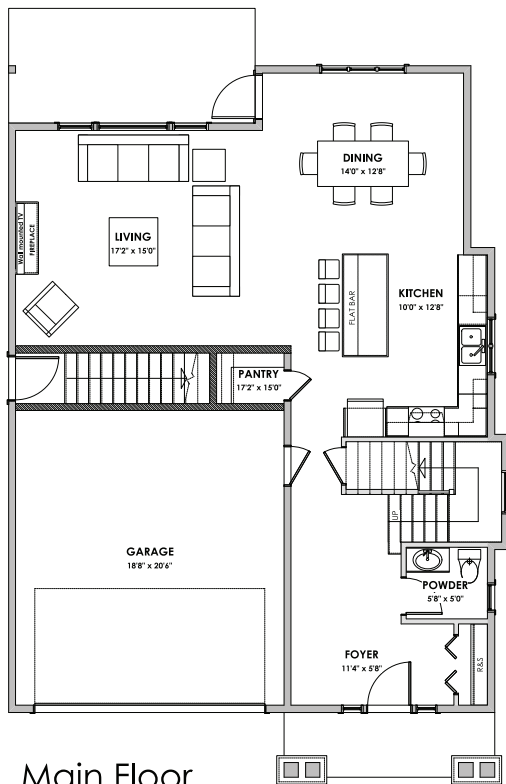 DINING
14'0" x 12'8"
LIVING
17'2" x 15'0"
Wall mounted TV
FIREPLACE
KITCHEN
10'0" x 12'8"
FLAT BAR
PANTRY
17'2" x 15'0"
UP
GARAGE
18'8" x 20'6"
POWDER
5'8" x 5'0"
FOYER
11'4" x 5'8"
R&S
Main Floor